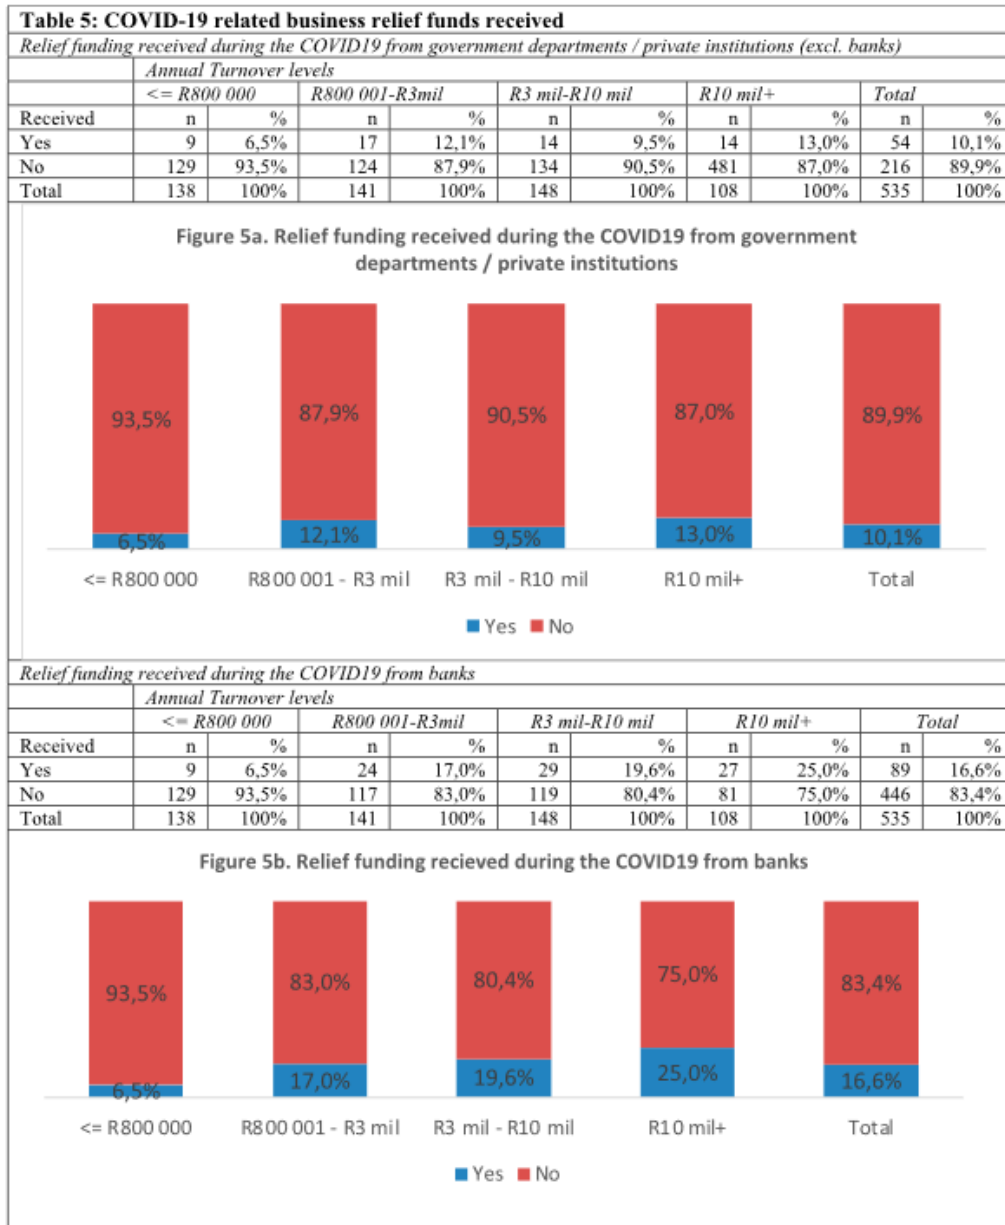 Table 5: COVID-19 related business relief funds received
Relief funding received during the COVID19 from government departments / private institutions (excl. banks)
Annual Turnover levels
<= R800 000 R800 001-R3mil R3 mil-R10 mil R10 mil+ Total
Received n % n % n % n % n %
Yes 9 6,5% 17 12,1% 14 9,5% 14 13,0% 54 10,1%
No 129 93,5% 124 87,9% 134 90,5% 481 87,0% 216 89,9%
Total 138 100% 141 100% 148 100% 108 100% 535 100%
Figure 5a. Relief funding received during the COVID19 from government
departments / private institutions
93,5% 87,9% 90,5% 87,0% 89,9%
6,5% 12,1% 9,5% 13,0% 10,1%
<= R800 000 R800 001 - R3 mil R3 mil - R10 mil R10 mil+ Total
Yes No
Relief funding received during the COVID19 from banks
Annual Turnover levels
<= R800 000 R800 001-R3mil R3 mil-R10 mil R10 mil+ Total
Received n % n % n % n % n %
Yes 9 6,5% 24 17,0% 29 19,6% 27 25,0% 89 16,6%
No 129 93,5% 117 83,0% 119 80,4% 81 75,0% 446 83,4%
Total 138 100% 141 100% 148 100% 108 100% 535 100%
Figure 5b. Relief funding recieved during the COVID19 from banks
93,5% 83,0% 80,4% 75,0% 83,4%
6,5% 17,0% 19,6% 25,0% 16,6%
<= R800 000 R800 001 - R3 mil R3 mil - R10 mil R10 mil+ Total
Yes No